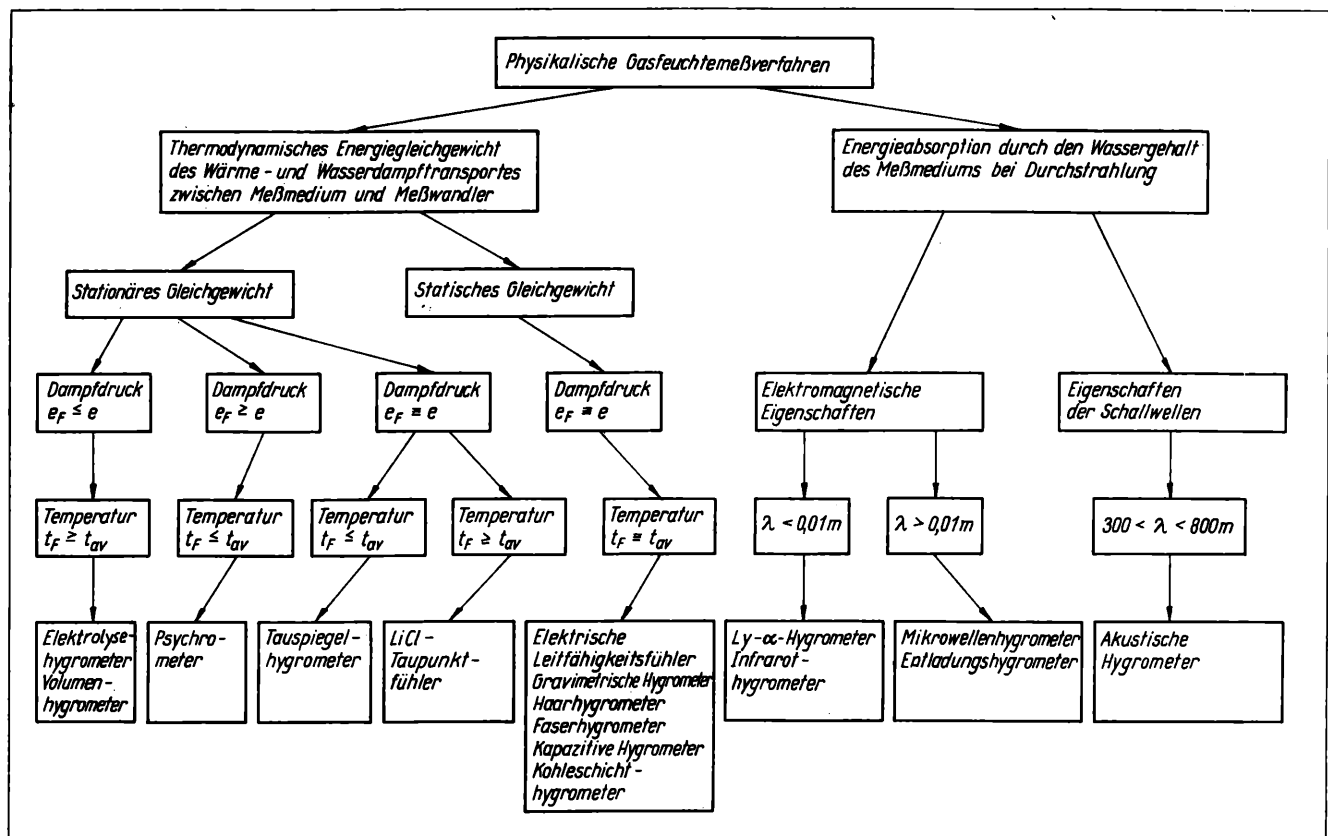 Physikalische Gasfeuchtemeßverfahren
Thermodynamisches Energiegleichgewicht
des Wärme- und Wasserdampftransportes
zwischen Meßmedium und Meßwandler
Energieabsorption durch den Wassergehalt
des Meßmediums bei Durchstrahlung
Stationäres Gleichgewicht
Statisches Gleichgewicht
Dampfdruck
e_F ≤ e
Dampfdruck
e_F ≥ e
Dampfdruck
e_F ≡ e
Dampfdruck
e_F ≡ e
Elektromagnetische
Eigenschaften
Eigenschaften
der Schallwellen
Temperatur
t_F ≥ t_av
Temperatur
t_F ≤ t_av
Temperatur
t_F ≤ t_av
Temperatur
t_F ≥ t_av
Temperatur
t_F ≡ t_av
λ < 0,01m
λ > 0,01m
300 < λ < 800m
Elektrolyse-
hygrometer
Volumen-
hygrometer
Psychro-
meter
Tauspiegel-
hygrometer
LiCl-
Taupunkt-
fühler
Elektrische
Leitfähigkeitsfühler
Gravimetrische Hygrometer
Haarhygrometer
Faserhygrometer
Kapazitive Hygrometer
Kohleschicht-
hygrometer
Ly-α-Hygrometer
Infrarot-
hygrometer
Mikrowellenhygrometer
Entladungshygrometer
Akustische
Hygrometer